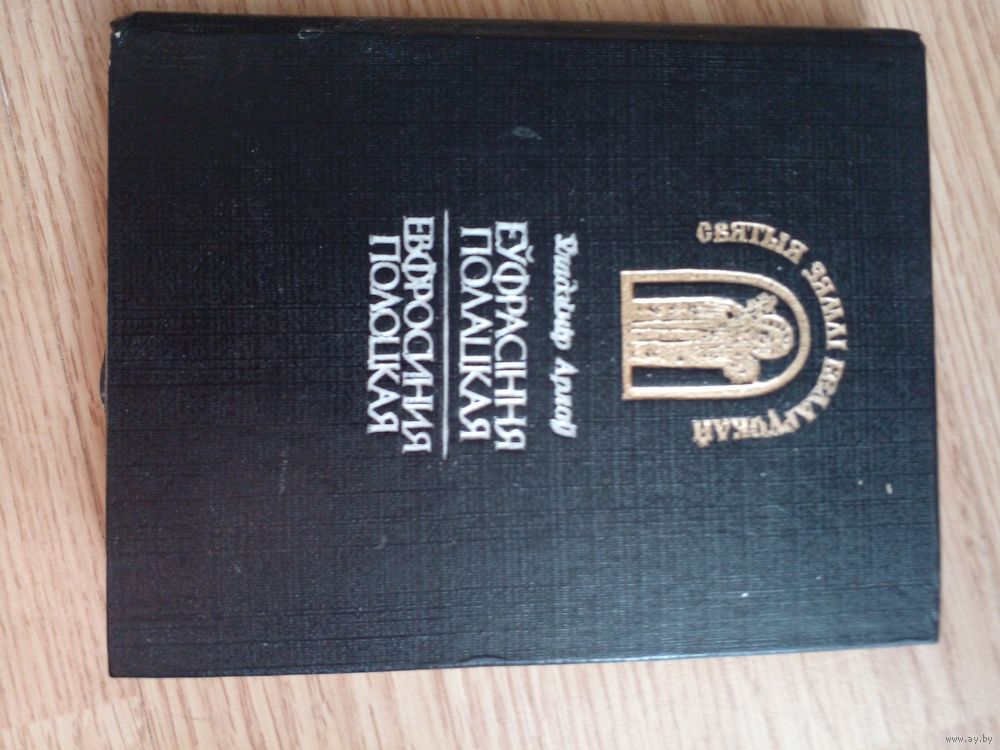 СВЯТЫЯ ЗЯМЛІ БЕЛАРУСКАЙ
Уладзімір Арлоў
ЕЎФРАСІННЯ
ПОЛАЦКАЯ
ЕВФРОСИНИЯ
ПОЛОЦКАЯ
www.ay.by